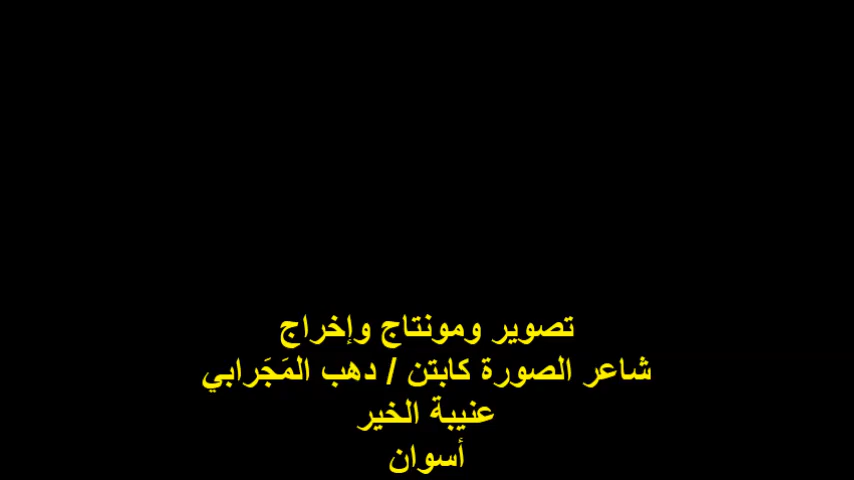 تصوير ومونتاج وإخراج
شاعر الصورة كابتن / دهب المَجَرابي
عنيبة الخير
أسوان